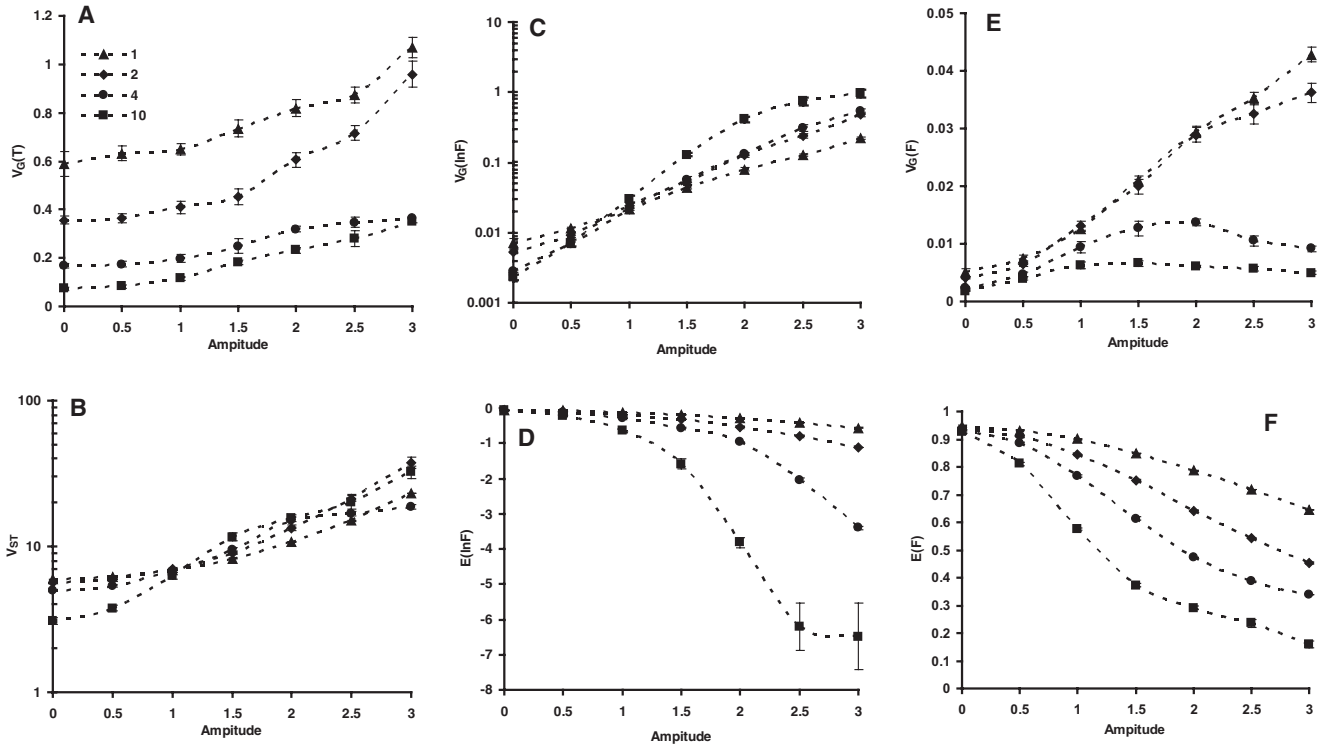 A
1.2
1
0.8
0.6
0.4
0.2
0
V_G(T)
1
2
4
10
0 0.5 1 1.5 2 2.5 3
Ampitude
C
10
1
0.1
0.01
0.001
V_G(lnF)
0 0.5 1 1.5 2 2.5 3
Ampitude
E
0.05
0.04
0.03
0.02
0.01
0
V_G(F)
0 0.5 1 1.5 2 2.5 3
Amplitude
B
100
10
1
V_ST
0 0.5 1 1.5 2 2.5 3
Amplitude
D
0
-1
-2
-3
-4
-5
-6
-7
-8
E(lnF)
0 0.5 1 1.5 2 2.5 3
Amplitude
F
1
0.9
0.8
0.7
0.6
0.5
0.4
0.3
0.2
0.1
0
E(F)
0 0.5 1 1.5 2 2.5 3
Amplitude